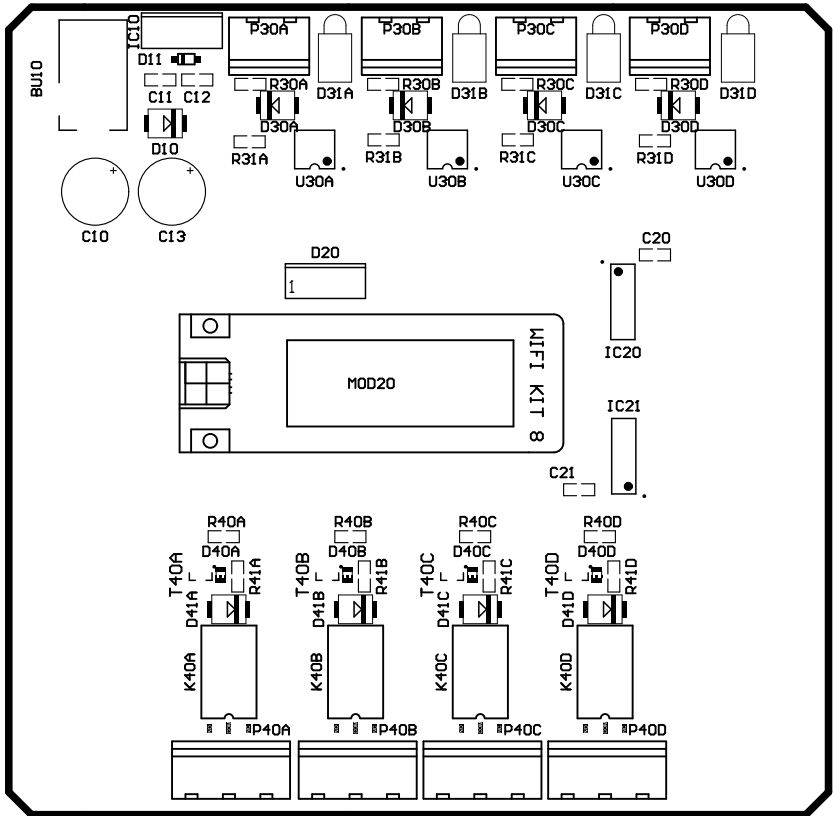 IC10
P30A P30B P30C P30D
D11
BU10
C11 C12
R30A R30B R30C R30D
D31A D31B D31C D31D
D30A D30B D30C D30D
D10
R31A R31B R31C R31D
U30A U30B U30C U30D
C10 C13
C20
D20
1
IC20
WIFI KIT 8
MOD20
IC21
C21
R40A R40B R40C R40D
D40A D40B D40C D40D
T40A R41A T40B R41B T40C R41C T40D R41D
D41A D41B D41C D41D
K40A K40B K40C K40D
P40A P40B P40C P40D